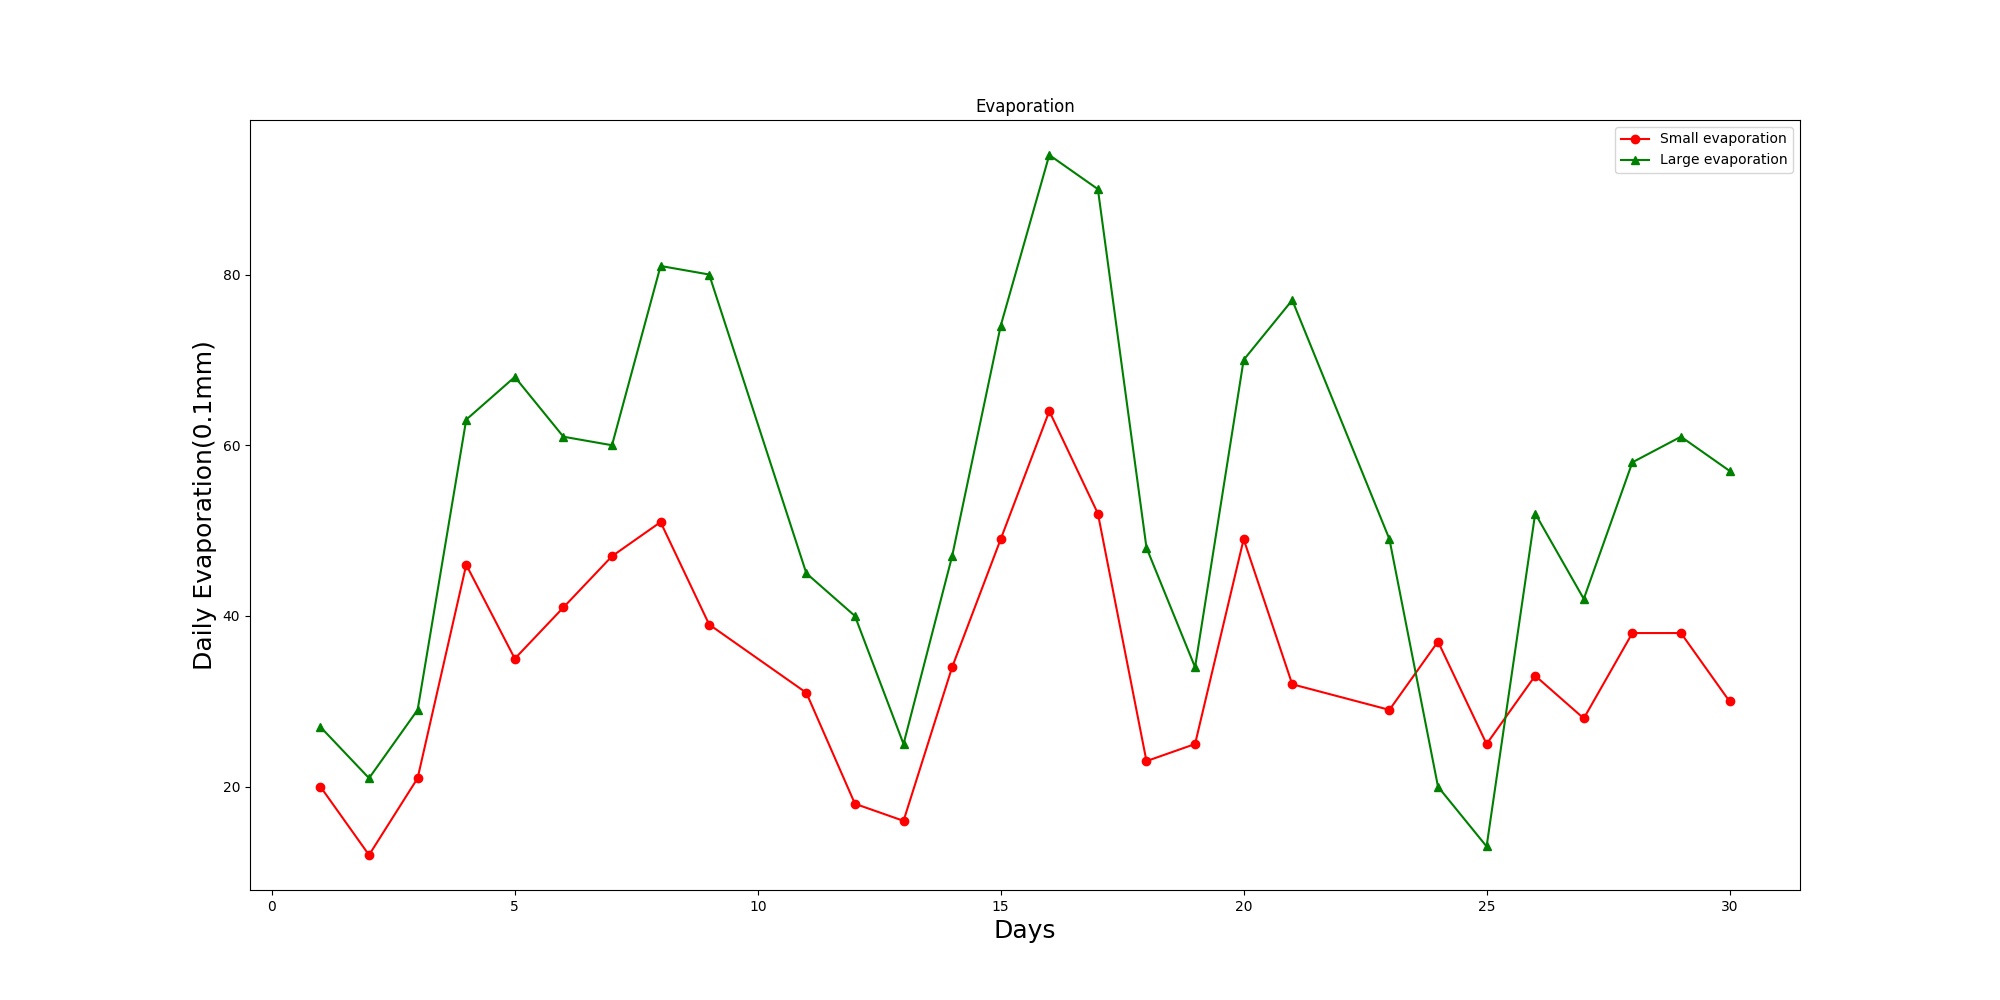 Evaporation
Small evaporation
Large evaporation
Daily Evaporation(0.1mm)
80
60
40
20
0 5 10 15 20 25 30
Days